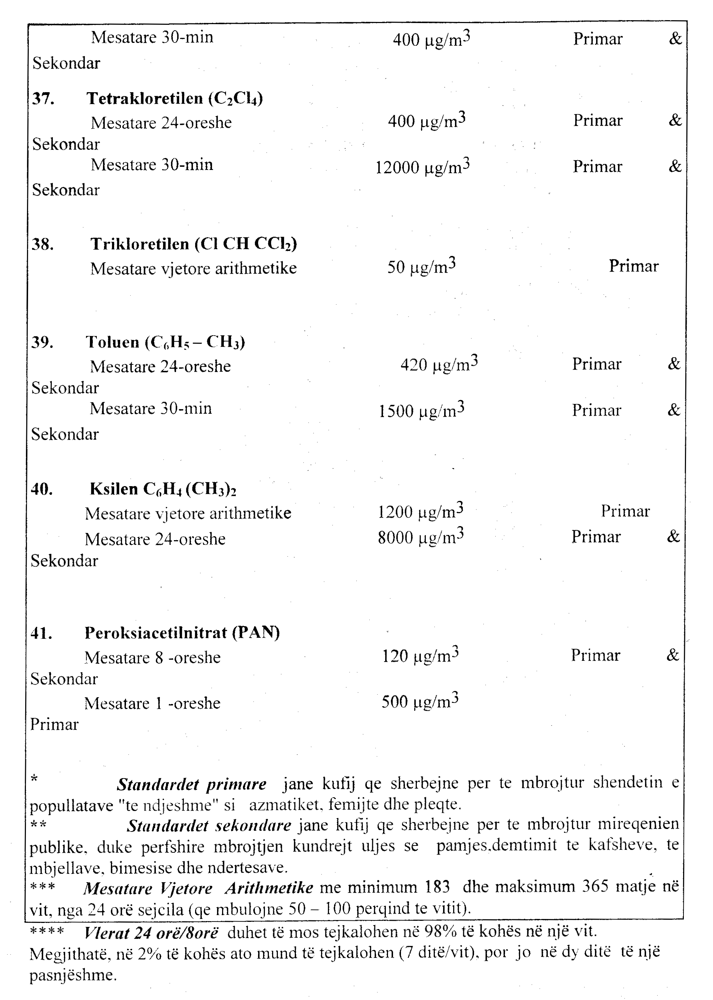 Mesatare 30-min 400 µg/m³ Primar &
Sekondar
37. Tetrakloretilen (C₂Cl₄)
Mesatare 24-oreshe 400 µg/m³ Primar &
Sekondar
Mesatare 30-min 12000 µg/m³ Primar &
Sekondar
38. Trikloretilen (Cl CH CCl₂)
Mesatare vjetore arithmetike 50 µg/m³ Primar
39. Toluen (C₆H₅ – CH₃)
Mesatare 24-oreshe 420 µg/m³ Primar &
Sekondar
Mesatare 30-min 1500 µg/m³ Primar &
Sekondar
40. Ksilen C₆H₄ (CH₃)₂
Mesatare vjetore arithmetike 1200 µg/m³ Primar
Mesatare 24-oreshe 8000 µg/m³ Primar &
Sekondar
41. Peroksiacetilnitrat (PAN)
Mesatare 8 -oreshe 120 µg/m³ Primar &
Sekondar
Mesatare 1 -oreshe 500 µg/m³
Primar
* Standardet primare jane kufij qe sherbejne per te mbrojtur shendetin e
popullatave "te ndjeshme" si azmatiket, femijte dhe pleqte.
** Standardet sekondare jane kufij qe sherbejne per te mbrojtur mireqenien
publike, duke perfshire mbrojtjen kundrejt uljes se pamjes,demtimit te kafsheve, te
mbjellave, bimesise dhe ndertesave.
*** Mesatare Vjetore Arithmetike me minimum 183 dhe maksimum 365 matje në
vit, nga 24 orë sejcila (qe mbulojne 50 – 100 perqind te vitit).
**** Vlerat 24 orë/8orë duhet të mos tejkalohen në 98% të kohës në një vit.
Megjithatë, në 2% të kohës ato mund të tejkalohen (7 ditë/vit), por jo në dy ditë të një
pasnjëshme.